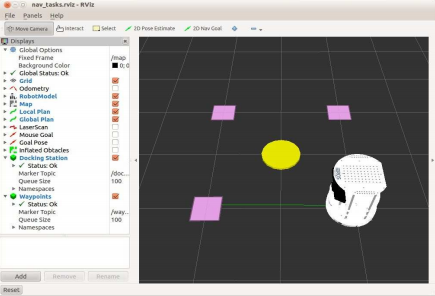 nav_tasks.rviz - RViz
File Panels Help
Move Camera Interact Select 2D Pose Estimate 2D Nav Goal
Displays
Global Options
Fixed Frame /map
Background Color 0; 0
Global Status: Ok
Grid
Odometry
RobotModel
Map
Local Plan
Global Plan
LaserScan
Mouse Goal
Goal Pose
Inflated Obstacles
Docking Station
Status: Ok
Marker Topic /doc...
Queue Size 100
Namespaces
Waypoints
Status: Ok
Marker Topic /way...
Queue Size 100
Namespaces
Add Remove Rename
Reset